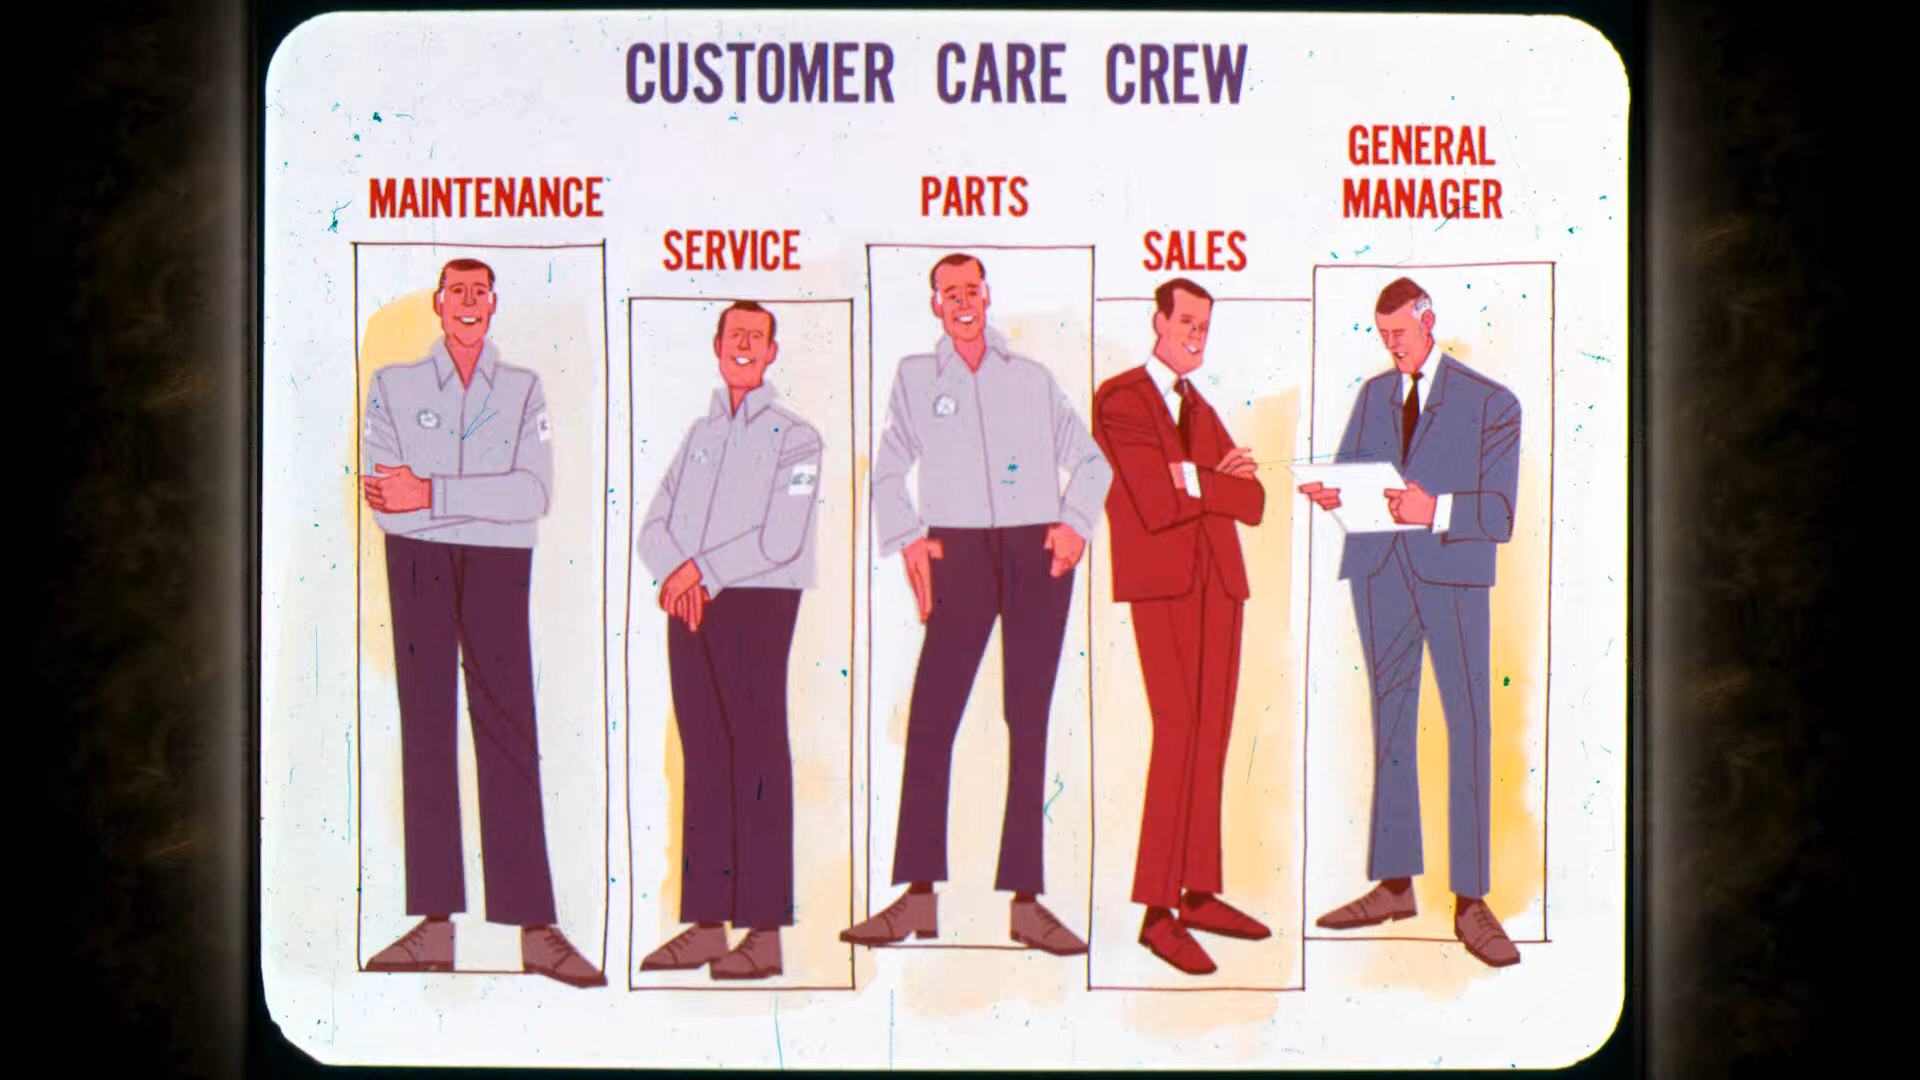 CUSTOMER CARE CREW
MAINTENANCE
SERVICE
PARTS
SALES
GENERAL
MANAGER